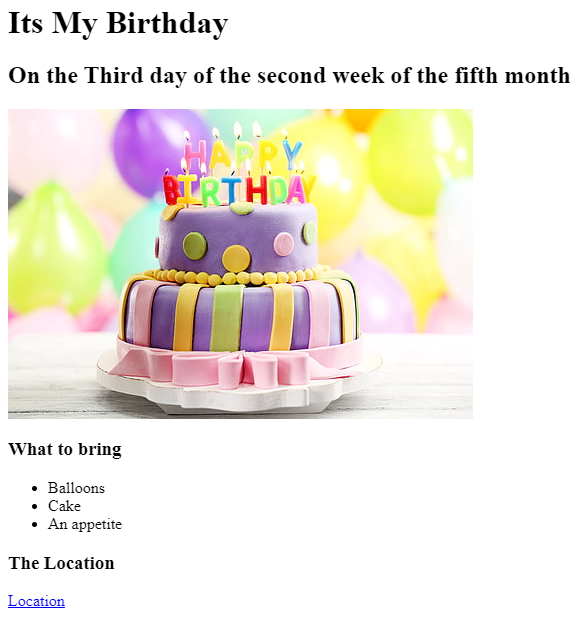 Its My Birthday
On the Third day of the second week of the fifth month
HAPPY
BIRTHDAY
What to bring
Balloons
Cake
An appetite
The Location
Location